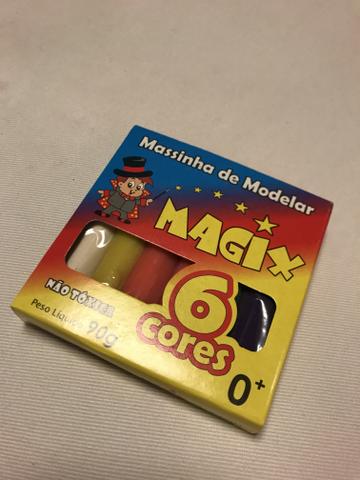 Massinha de Modelar
MAGIX
6
cores
NÃO TÓXICA
Peso Líquido 90g
0+